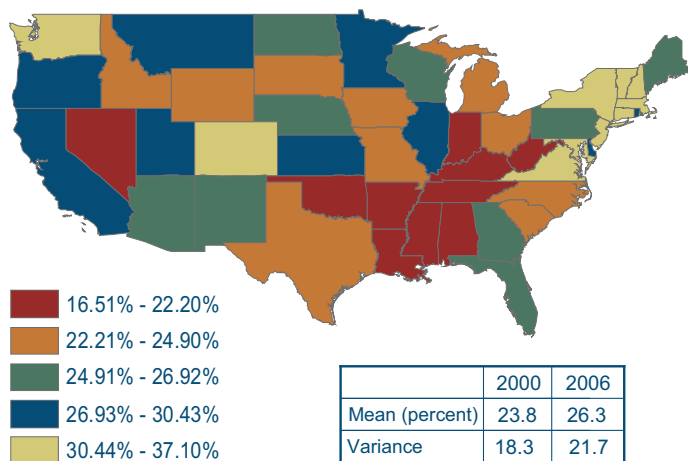 16.51% - 22.20%
22.21% - 24.90%
24.91% - 26.92%
26.93% - 30.43%
30.44% - 37.10%
2000 2006
Mean (percent) 23.8 26.3
Variance 18.3 21.7